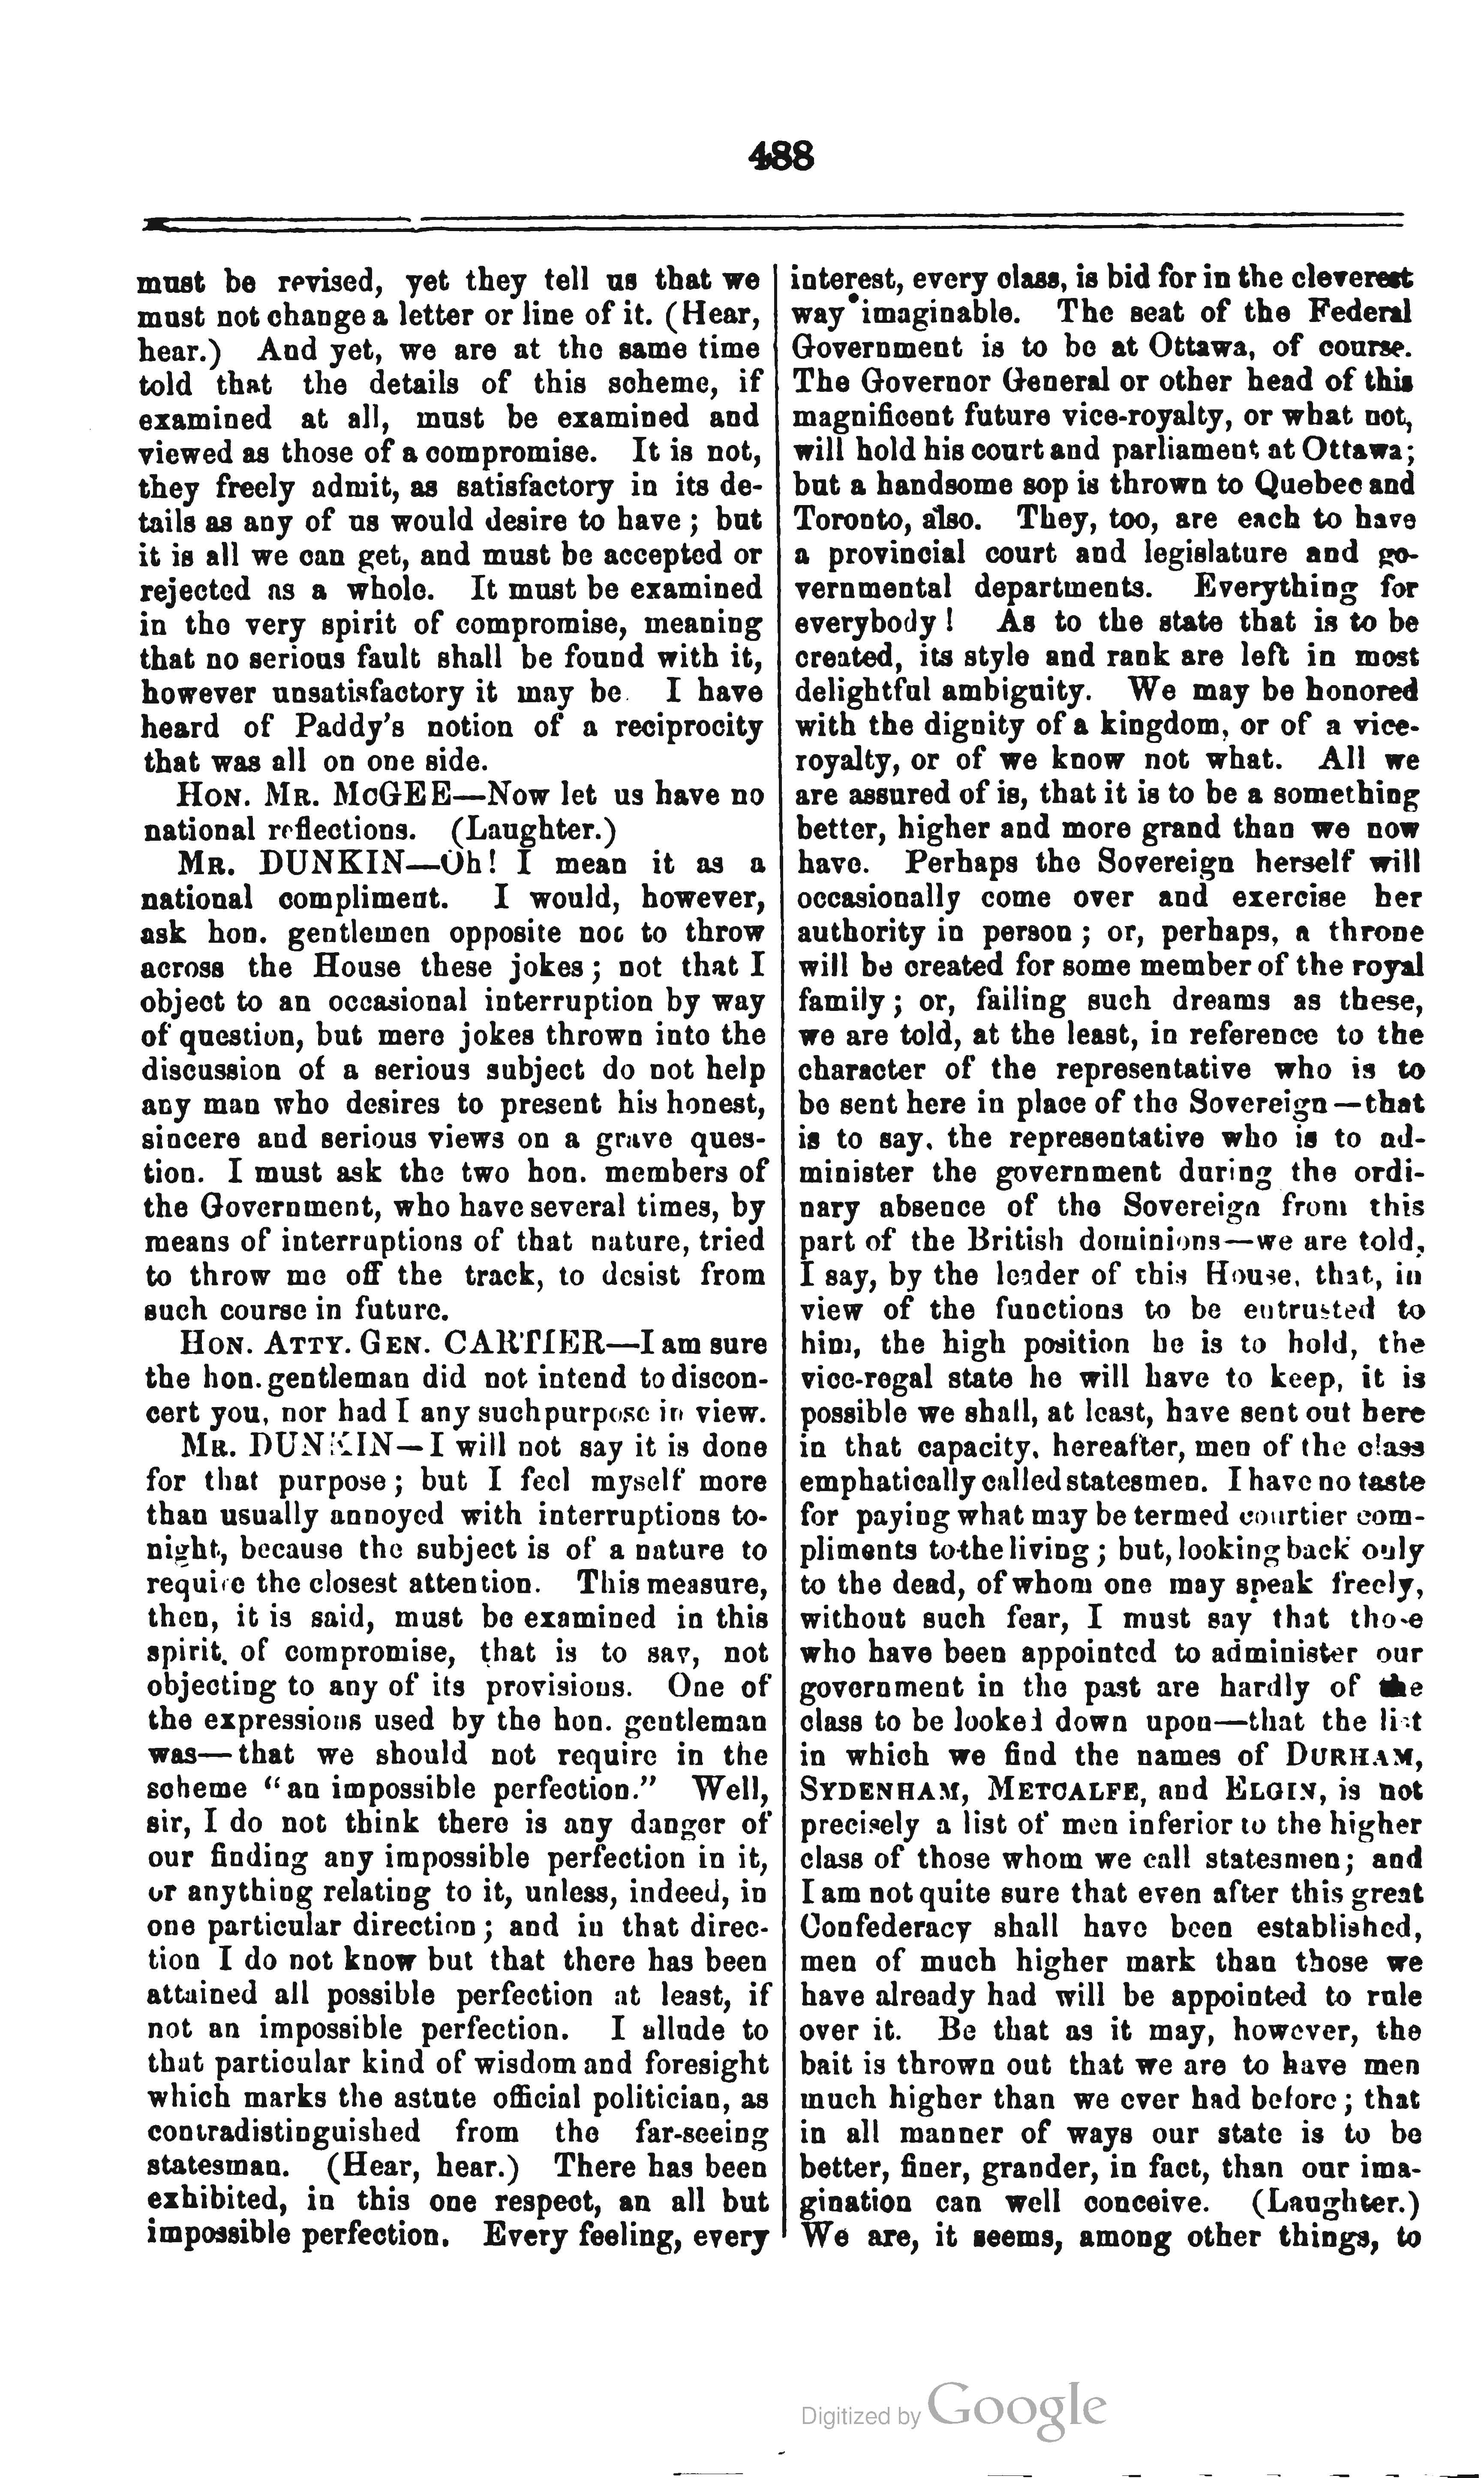 488
must be revised, yet they tell us that we
must not change a letter or line of it. (Hear,
hear.) And yet, we are at the same time
told that the details of this scheme, if
examined at all, must be examined and
viewed as those of a compromise. It is not,
they freely admit, as satisfactory in its de-
tails as any of us would desire to have; but
it is all we can get, and must be accepted or
rejected as a whole. It must be examined
in the very spirit of compromise, meaning
that no serious fault shall be found with it,
however unsatisfactory it may be. I have
heard of Paddy's notion of a reciprocity
that was all on one side.
HON. MR. McGEE—Now let us have no
national reflections. (Laughter.)
MR. DUNKIN—Oh! I mean it as a
national compliment. I would, however,
ask hon. gentlemen opposite not to throw
across the House these jokes; not that I
object to an occasional interruption by way
of question, but mere jokes thrown into the
discussion of a serious subject do not help
any man who desires to present his honest,
sincere and serious views on a grave ques-
tion. I must ask the two hon. members of
the Government, who have several times, by
means of interruptions of that nature, tried
to throw me off the track, to desist from
such course in future.
HON. ATTY. GEN. CARTIER—I am sure
the hon. gentleman did not intend to discon-
cert you, nor had I any such purpose in view.
MR. DUNKIN—I will not say it is done
for that purpose; but I feel myself more
than usually annoyed with interruptions to-
night, because the subject is of a nature to
require the closest attention. This measure,
then, it is said, must be examined in this
spirit of compromise, that is to say, not
objecting to any of its provisions. One of
the expressions used by the hon. gentleman
was—that we should not require in the
scheme "an impossible perfection." Well,
sir, I do not think there is any danger of
our finding any impossible perfection in it,
or anything relating to it, unless, indeed, in
one particular direction; and in that direc-
tion I do not know but that there has been
attained all possible perfection at least, if
not an impossible perfection. I allude to
that particular kind of wisdom and foresight
which marks the astute official politician, as
contradistinguished from the far-seeing
statesman. (Hear, hear.) There has been
exhibited, in this one respect, an all but
impossible perfection. Every feeling, every
interest, every class, is bid for in the cleverest
way imaginable. The seat of the Federal
Government is to be at Ottawa, of course.
The Governor General or other head of this
magnificent future vice-royalty, or what not,
will hold his court and parliament at Ottawa;
but a handsome sop is thrown to Quebec and
Toronto, also. They, too, are each to have
a provincial court and legislature and go-
vernmental departments. Everything for
everybody! As to the state that is to be
created, its style and rank are left in most
delightful ambiguity. We may be honored
with the dignity of a kingdom, or of a vice-
royalty, or of we know not what. All we
are assured of is, that it is to be a something
better, higher and more grand than we now
have. Perhaps the Sovereign herself will
occasionally come over and exercise her
authority in person; or, perhaps, a throne
will be created for some member of the royal
family; or, failing such dreams as these,
we are told, at the least, in reference to the
character of the representative who is to
be sent here in place of the Sovereign—that
is to say, the representative who is to ad-
minister the government during the ordi-
nary absence of the Sovereign from this
part of the British dominions—we are told,
I say, by the leader of this House, that, in
view of the functions to be entrusted to
him, the high position he is to hold, the
vice-regal state he will have to keep, it is
possible we shall, at least, have sent out here
in that capacity, hereafter, men of the class
emphatically called statesmen. I have no taste
for paying what may be termed courtier com-
pliments to the living; but, looking back only
to the dead, of whom one may speak freely,
without such fear, I must say that those
who have been appointed to administer our
government in the past are hardly of the
class to be looked down upon—that the list
in which we find the names of DURHAM,
SYDENHAM, METCALFE, and ELGIN, is not
precisely a list of men inferior to the higher
class of those whom we call statesmen; and
I am not quite sure that even after this great
Confederacy shall have been established,
men of much higher mark than those we
have already had will be appointed to rule
over it. Be that as it may, however, the
bait is thrown out that we are to have men
much higher than we ever had before; that
in all manner of ways our state is to be
better, finer, grander, in fact, than our ima-
gination can well conceive. (Laughter.)
We are, it seems, among other things, to
Digitized by Google